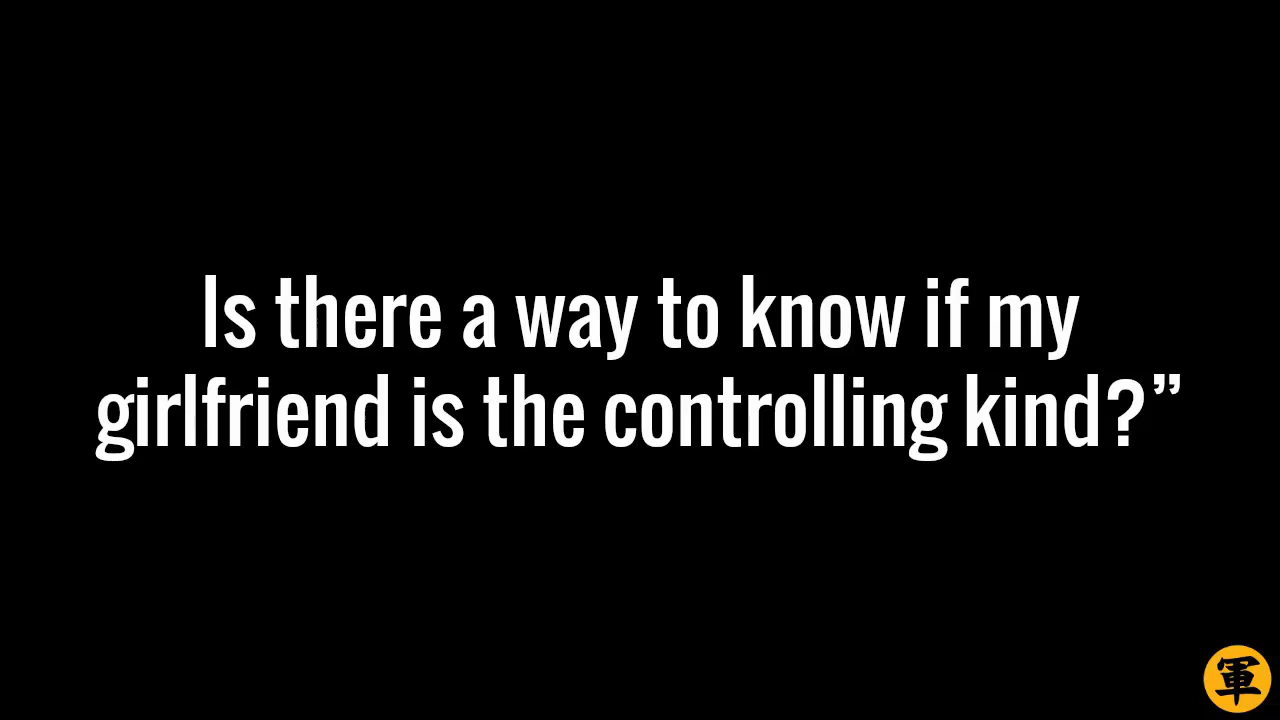 Is there a way to know if my
girlfriend is the controlling kind?”
軍